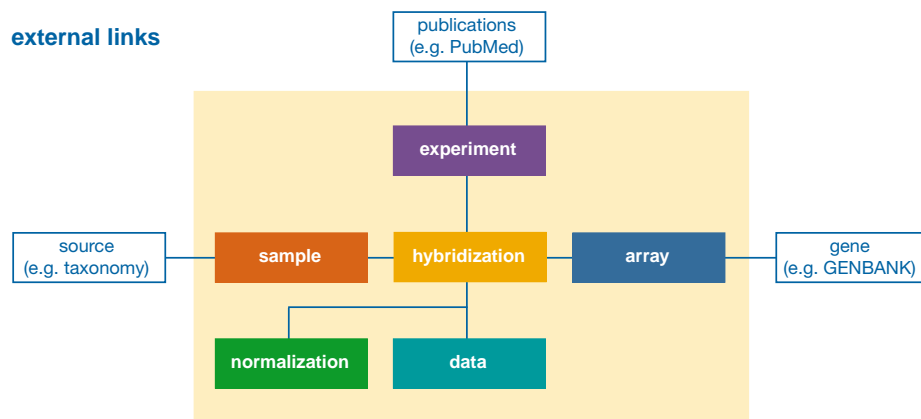 external links
publications
(e.g. PubMed)
experiment
source
(e.g. taxonomy)
sample
hybridization
array
gene
(e.g. GENBANK)
normalization
data